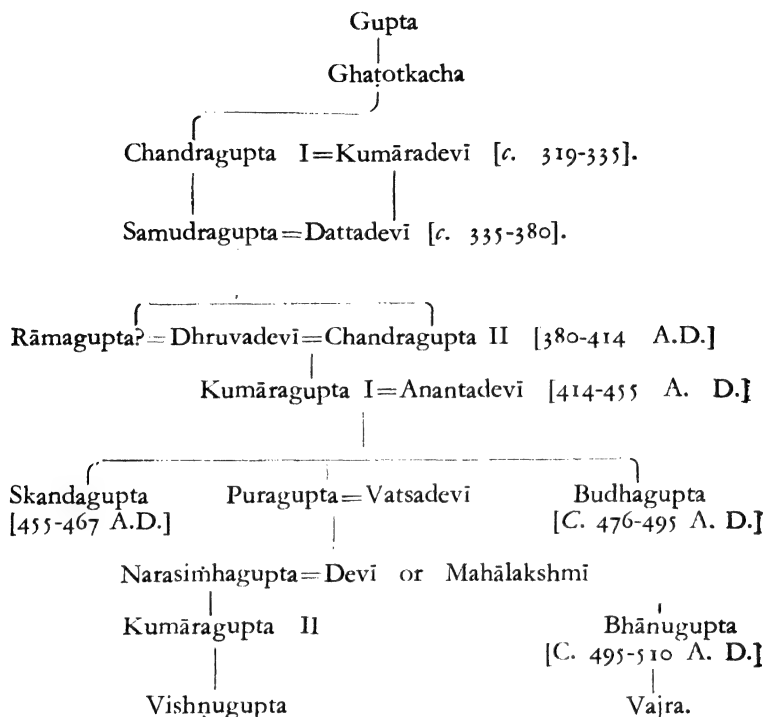 Gupta
Ghaṭotkacha
Chandragupta I=Kumāradevī [c. 319-335].
Samudragupta=Dattadevī [c. 335-380].
Rāmagupta?=Dhruvadevī=Chandragupta II [380-414 A.D.]
Kumāragupta I=Anantadevī [414-455 A. D.]
Skandagupta Puragupta=Vatsadevī Budhagupta
[455-467 A.D.] [C. 476-495 A. D.]
Narasiṁhagupta=Devī or Mahālakshmī
Kumāragupta II Bhānugupta
[C. 495-510 A. D.]
Vishṇugupta Vajra.